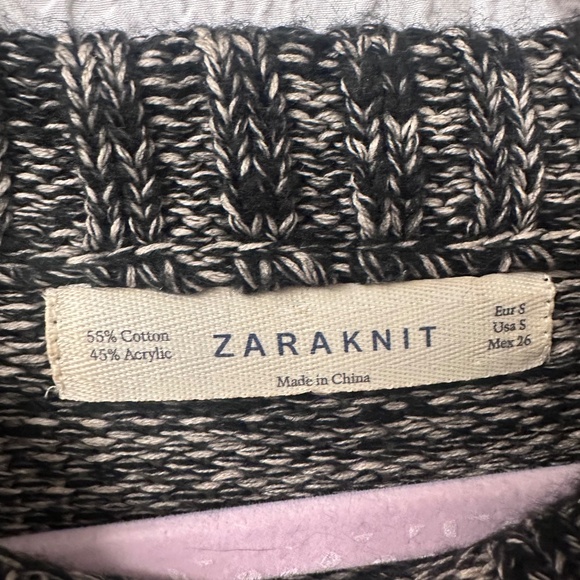 55% Cotton
45% Acrylic
ZARAKNIT
Eur S
Usa S
Mex 26
Made in China